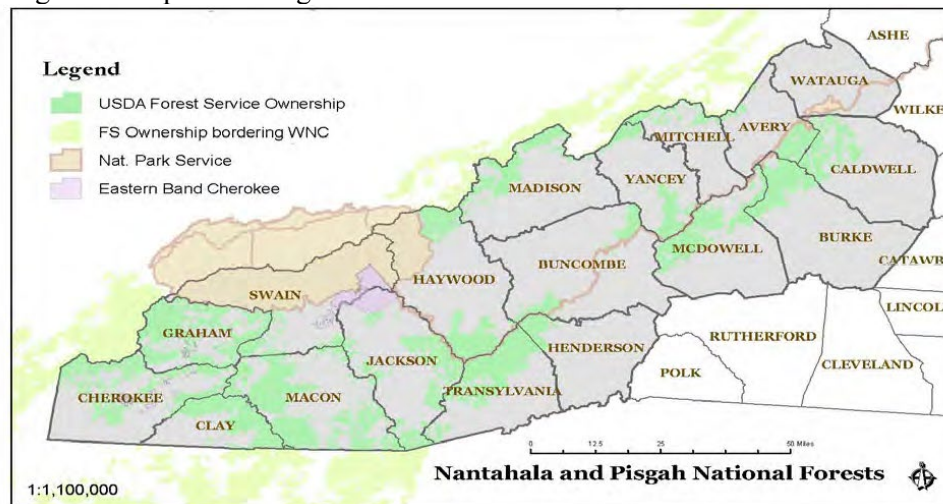 Legend
USDA Forest Service Ownership
FS Ownership bordering WNC
Nat. Park Service
Eastern Band Cherokee
ASHE
WATAUGA
WILKE
AVERY
MITCHELL
CALDWELL
YANCEY
MADISON
BURKE
MCDOWELL
CATAWB
BUNCOMBE
HAYWOOD
SWAIN
LINCOL
GRAHAM
RUTHERFORD
HENDERSON
JACKSON
CLEVELAND
POLK
TRANSYLVANIA
CHEROKEE
MACON
CLAY
0 12.5 25 50 Miles
Nantahala and Pisgah National Forests
1:1,100,000